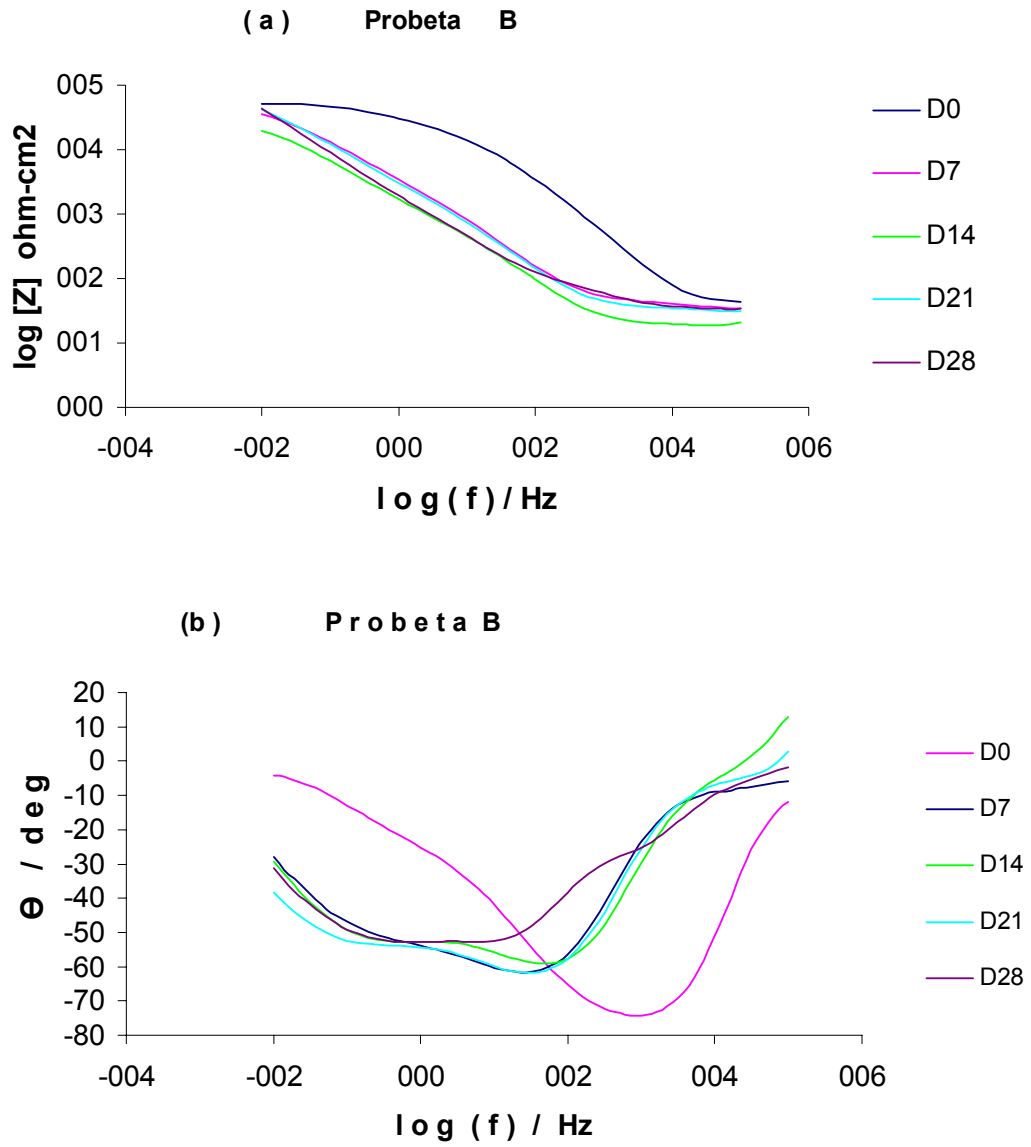 ( a ) Probeta B
005
004
003
002
001
000
log [Z] ohm-cm2
-004 -002 000 002 004 006
l o g ( f ) / Hz
D0
D7
D14
D21
D28
(b ) P r o b e t a B
20
10
0
-10
-20
-30
-40
-50
-60
-70
-80
Θ / d e g
-004 -002 000 002 004 006
l o g ( f ) / Hz
D0
D7
D14
D21
D28